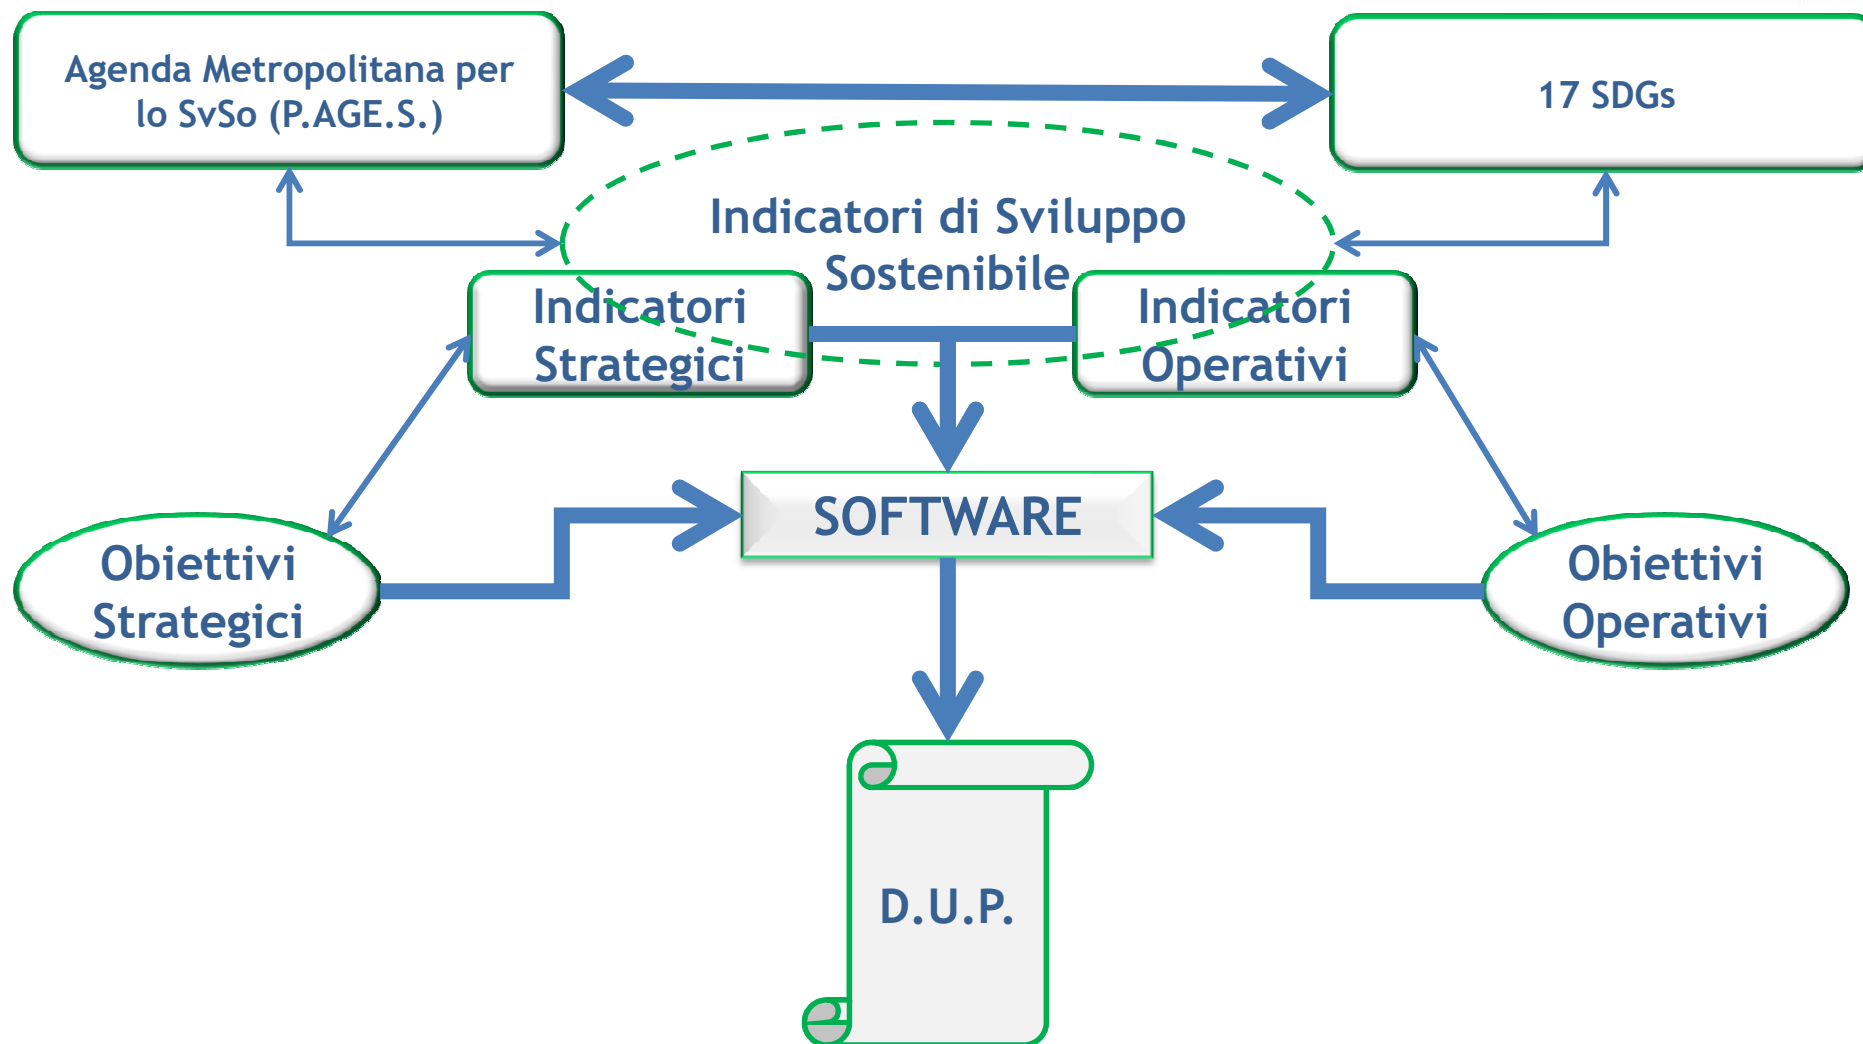 Agenda Metropolitana per
lo SvSo (P.AGE.S.)
17 SDGs
Indicatori di Sviluppo
Sostenibile
Indicatori
Strategici
Indicatori
Operativi
SOFTWARE
Obiettivi
Strategici
Obiettivi
Operativi
D.U.P.